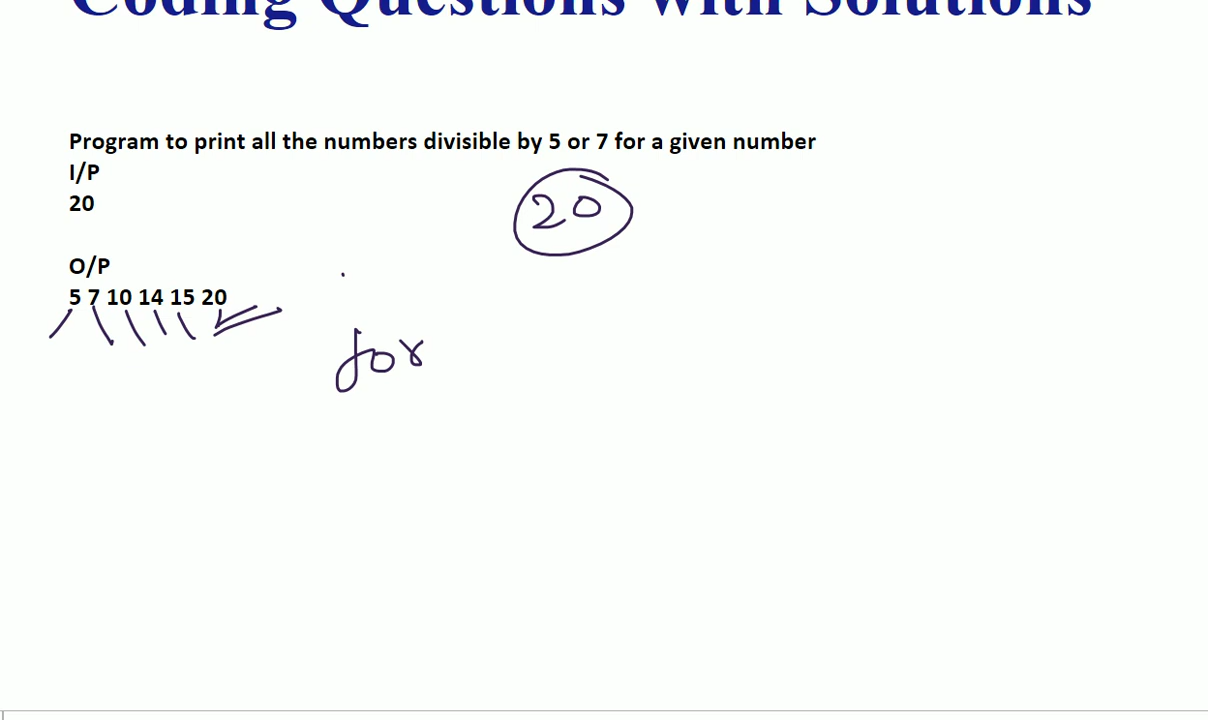 Coding Questions with Solutions
Program to print all the numbers divisible by 5 or 7 for a given number
I/P
20
20
O/P
5 7 10 14 15 20
for